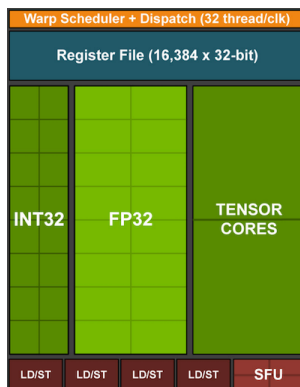 Warp Scheduler + Dispatch (32 thread/clk)
Register File (16,384 x 32-bit)
INT32
FP32
TENSOR
CORES
LD/ST
LD/ST
LD/ST
LD/ST
SFU